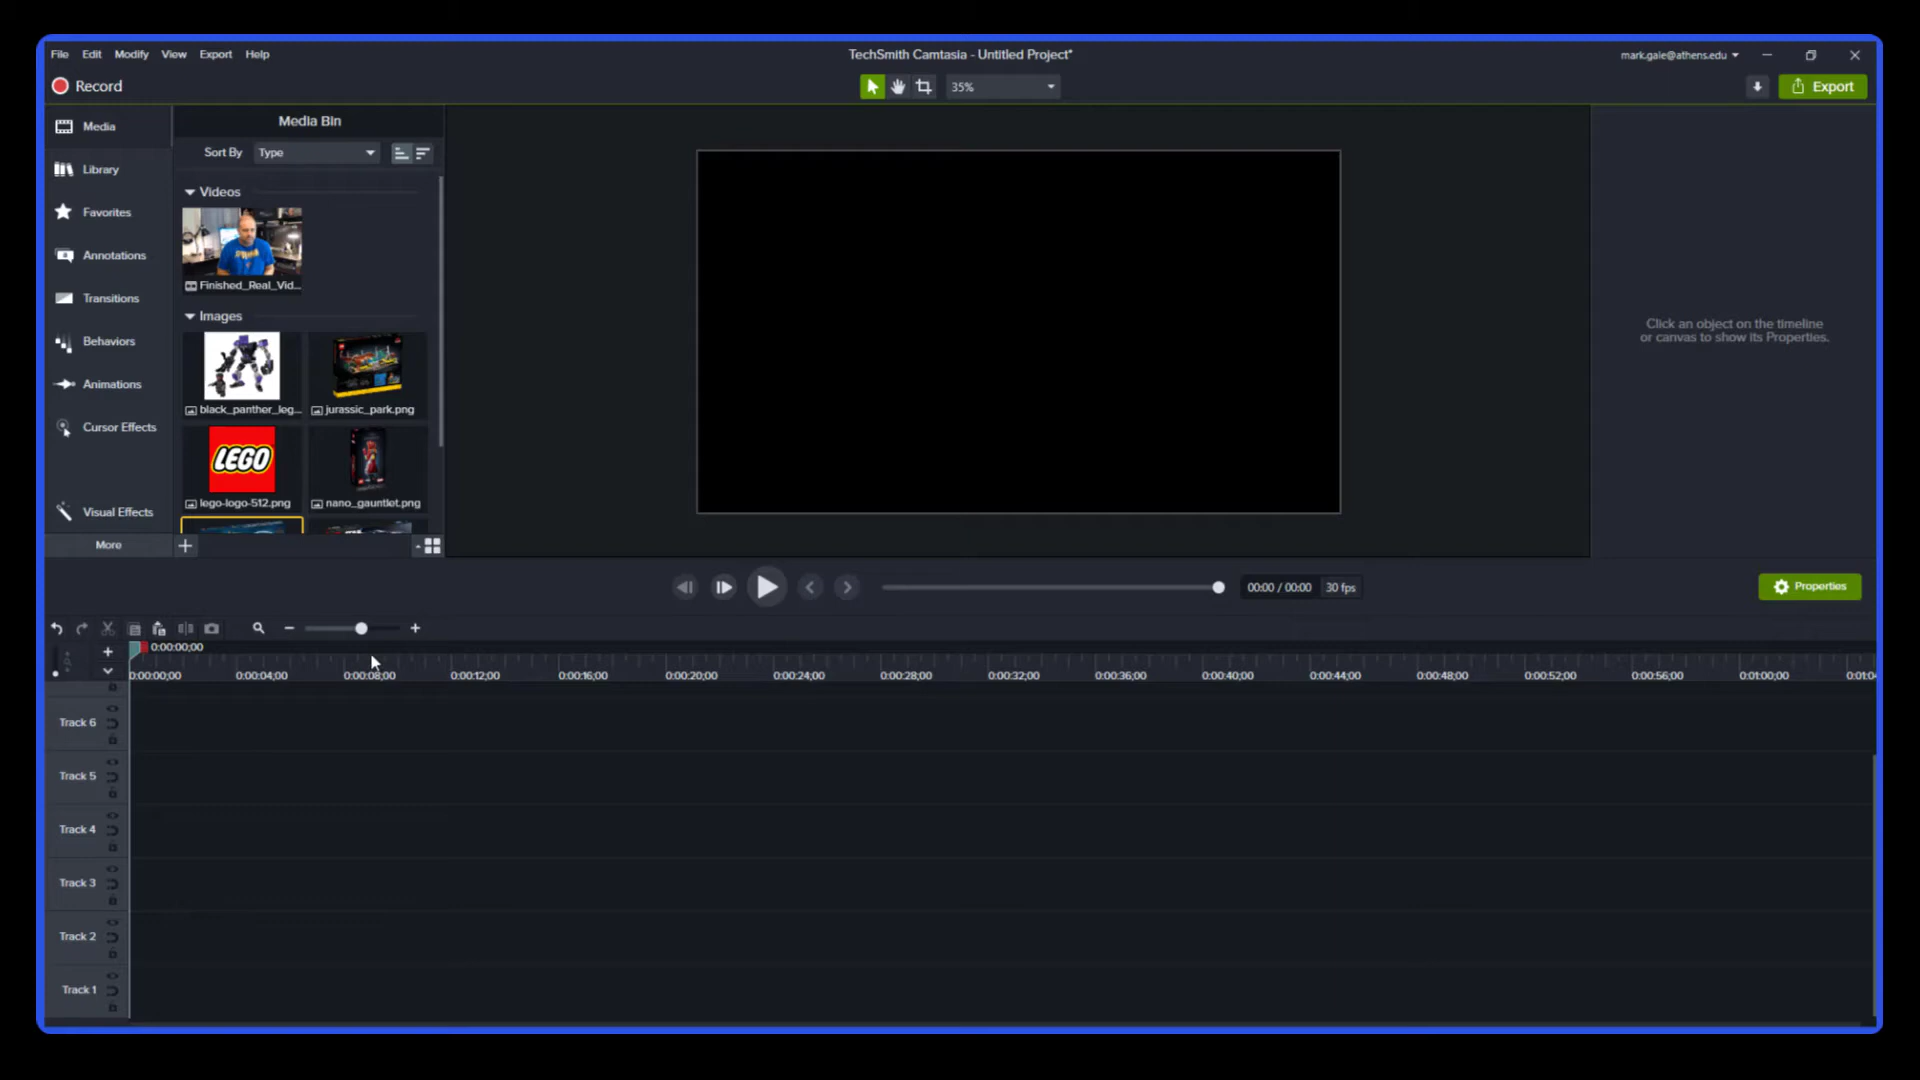 File Edit Modify View Export Help
TechSmith Camtasia - Untitled Project*
mark.gale@athens.edu
Record
35%
Export
Media
Library
Favorites
Annotations
Transitions
Behaviors
Animations
Cursor Effects
Visual Effects
More
Media Bin
Sort By Type
Videos
Finished_Real_Vid...
Images
black_panther_leg... jurassic_park.png
LEGO
lego-logo-512.png nano_gauntlet.png
Click an object on the timeline
or canvas to show its Properties.
00:00 / 00:00 30 fps
Properties
0:00:00;00
0:00:00;00 0:00:04;00 0:00:08;00 0:00:12;00 0:00:16;00 0:00:20;00 0:00:24;00 0:00:28;00 0:00:32;00 0:00:36;00 0:00:40;00 0:00:44;00 0:00:48;00 0:00:52;00 0:00:56;00 0:01:00;00 0:01:04
Track 6
Track 5
Track 4
Track 3
Track 2
Track 1